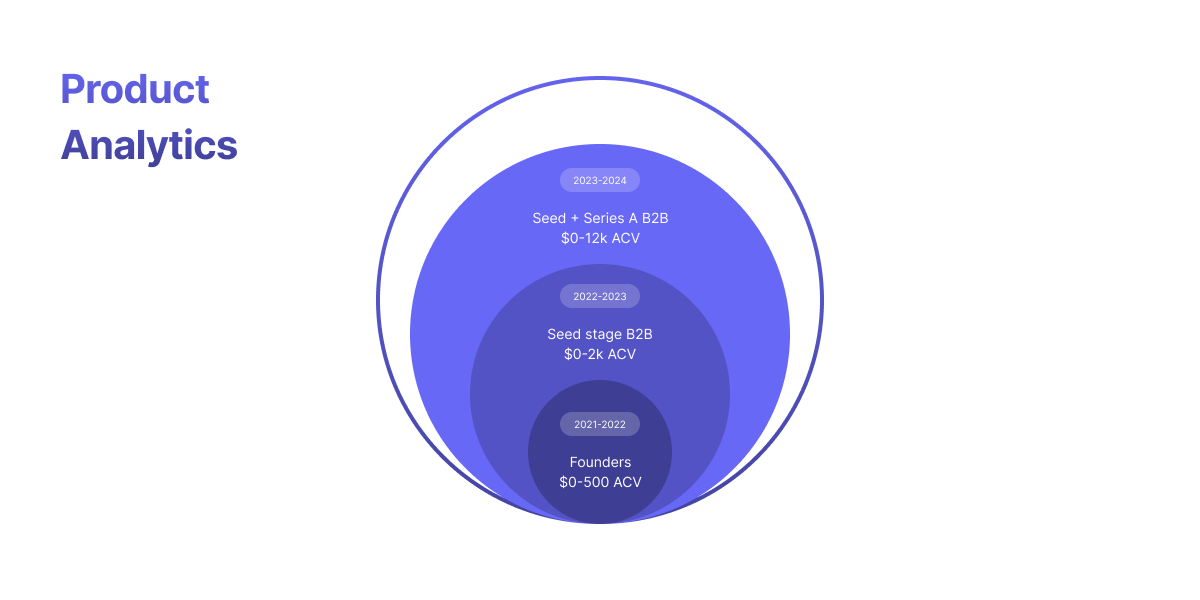 Product
Analytics
2023-2024
Seed + Series A B2B
$0-12k ACV
2022-2023
Seed stage B2B
$0-2k ACV
2021-2022
Founders
$0-500 ACV